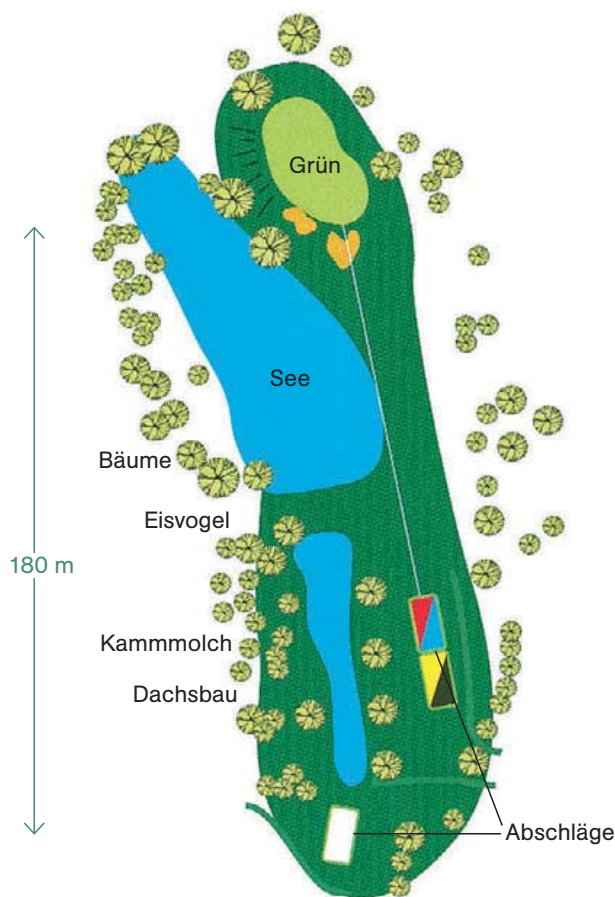 Grün
See
Bäume
Eisvogel
180 m
Kammmolch
Dachsbau
Abschläge